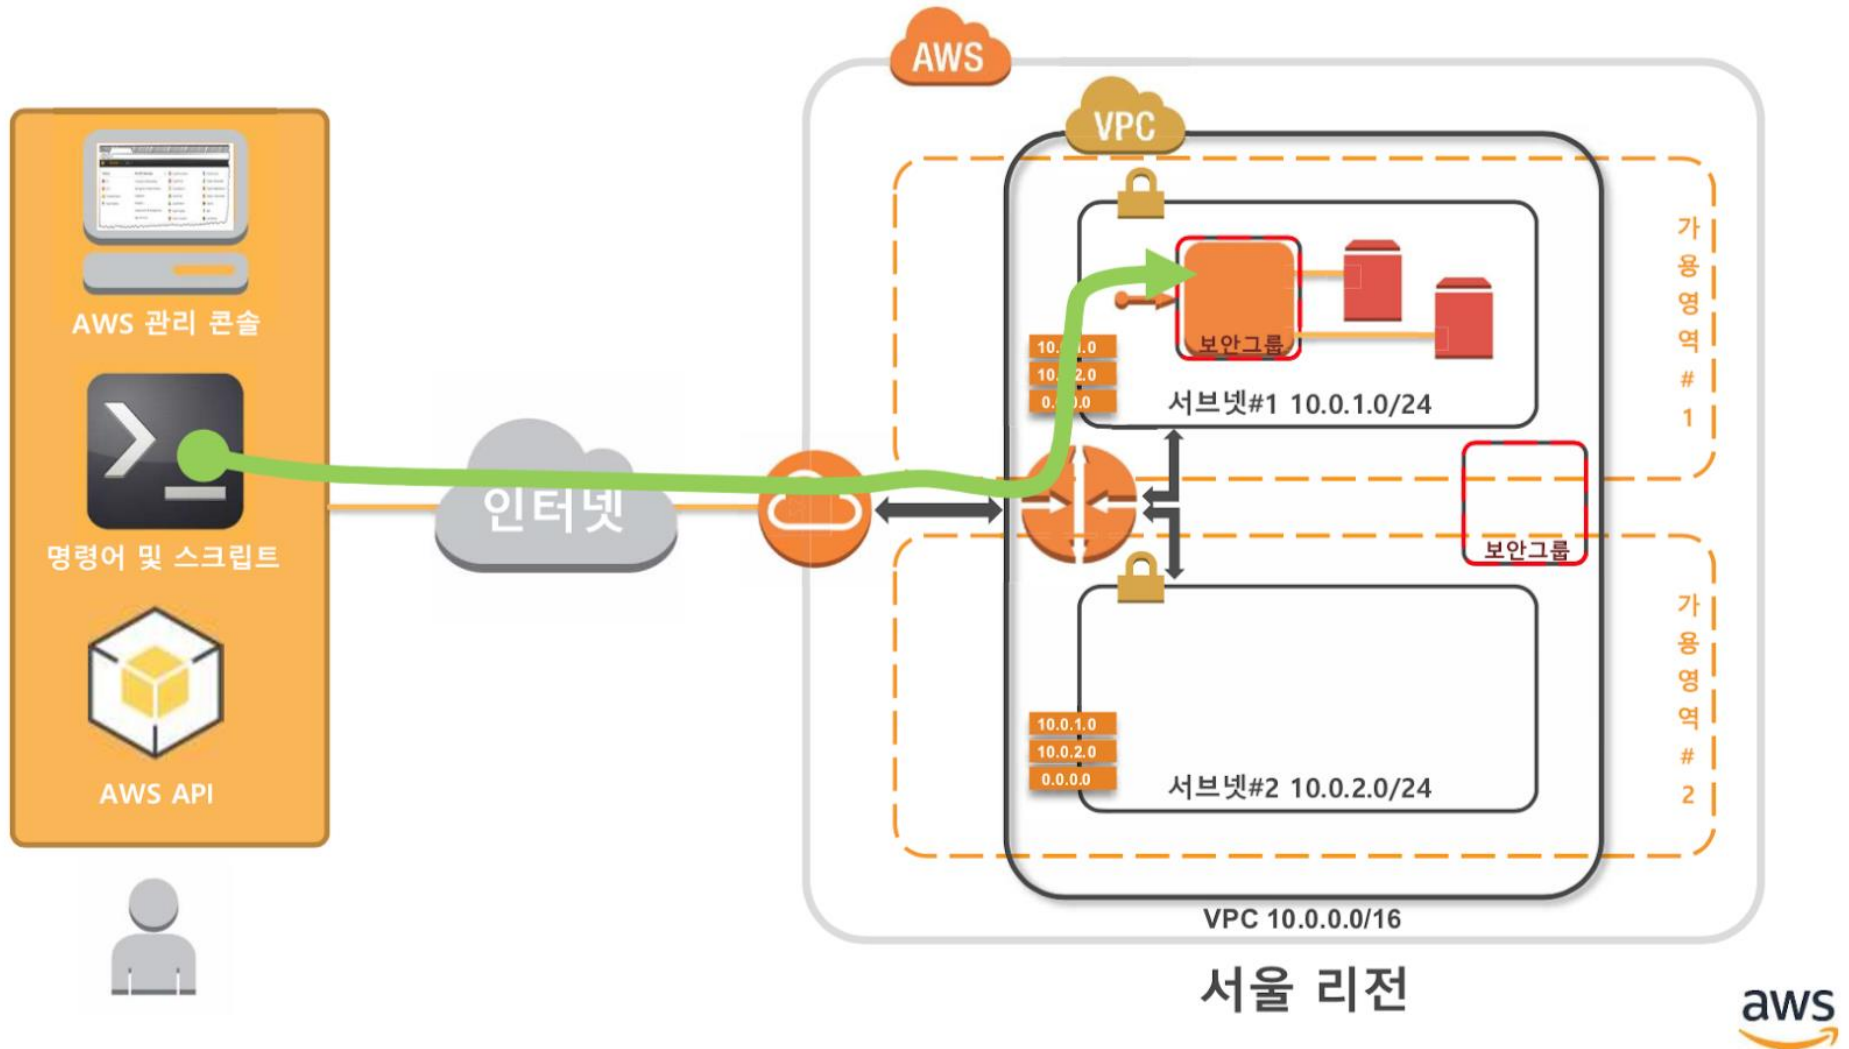 AWS
VPC
AWS 관리 콘솔
명령어 및 스크립트
AWS API
인터넷
보안그룹
서브넷#1 10.0.1.0/24
가용영역#1
보안그룹
10.0.1.0
10.0.2.0
0.0.0.0
서브넷#2 10.0.2.0/24
가용영역#2
VPC 10.0.0.0/16
서울 리전
aws